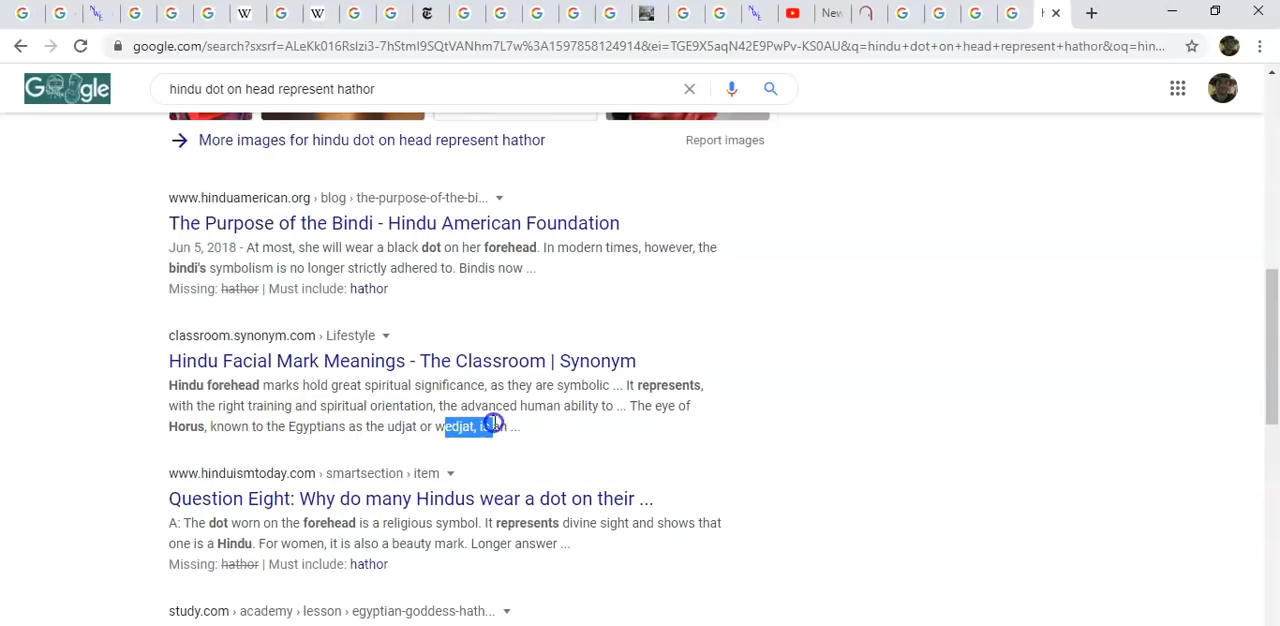 New
H
google.com/search?sxsrf=ALeKk016RsIzi3-7hStmI9SQtVANhm7L7w%3A1597858124914&ei=TGE9X5aqN42E9PwPv-KS0AU&q=hindu+dot+on+head+represent+hathor&oq=hin...
Google
hindu dot on head represent hathor
More images for hindu dot on head represent hathor
Report images
www.hinduamerican.org › blog › the-purpose-of-the-bi...
The Purpose of the Bindi - Hindu American Foundation
Jun 5, 2018 - At most, she will wear a black dot on her forehead. In modern times, however, the
bindi's symbolism is no longer strictly adhered to. Bindis now ...
Missing: hathor | Must include: hathor
classroom.synonym.com › Lifestyle
Hindu Facial Mark Meanings - The Classroom | Synonym
Hindu forehead marks hold great spiritual significance, as they are symbolic ... It represents,
with the right training and spiritual orientation, the advanced human ability to ... The eye of
Horus, known to the Egyptians as the udjat or wedjat, is an ...
www.hinduismtoday.com › smartsection › item
Question Eight: Why do many Hindus wear a dot on their ...
A: The dot worn on the forehead is a religious symbol. It represents divine sight and shows that
one is a Hindu. For women, it is also a beauty mark. Longer answer ...
Missing: hathor | Must include: hathor
study.com › academy › lesson › egyptian-goddess-hath...